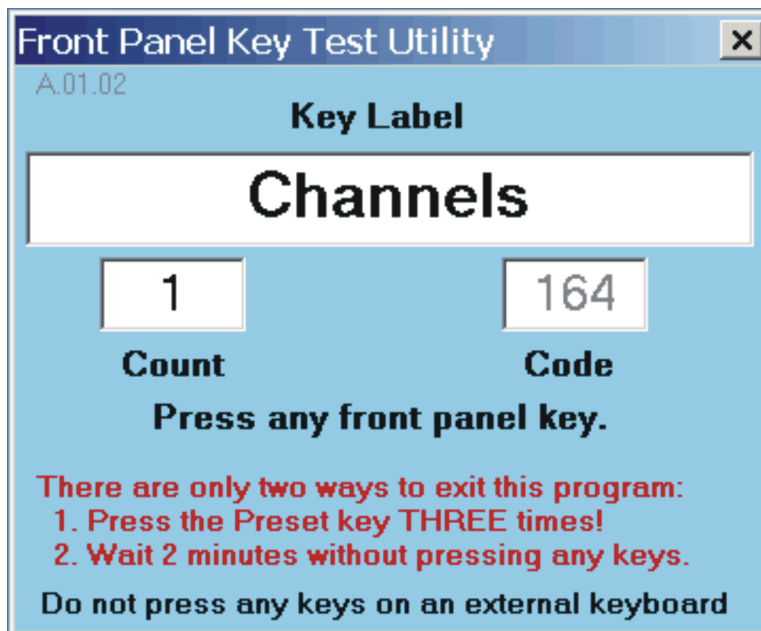 Front Panel Key Test Utility
A.01.02
Key Label
Channels
1 164
Count Code
Press any front panel key.
There are only two ways to exit this program:
1. Press the Preset key THREE times!
2. Wait 2 minutes without pressing any keys.
Do not press any keys on an external keyboard